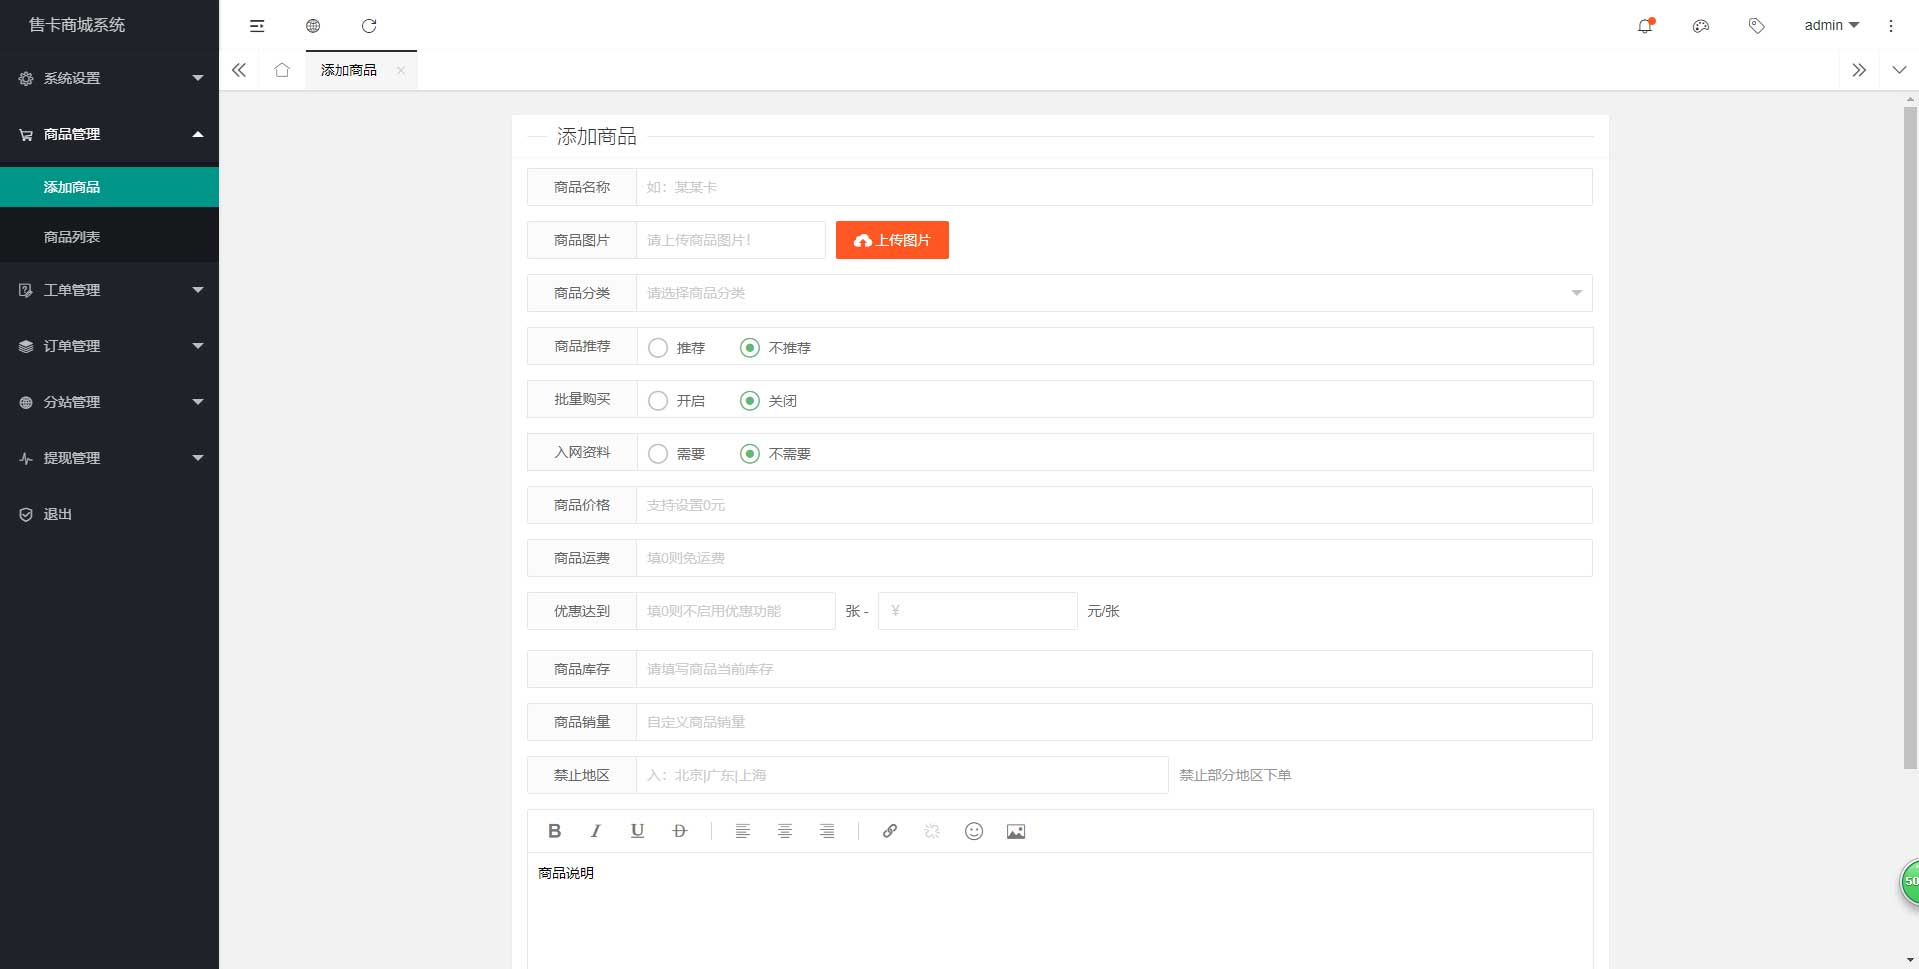 售卡商城系统
admin
系统设置
添加商品
商品管理
添加商品
商品列表
工单管理
订单管理
分站管理
提现管理
退出
添加商品
商品名称 如：某某卡
商品图片 请上传商品图片! 上传图片
商品分类 请选择商品分类
商品推荐 推荐 不推荐
批量购买 开启 关闭
入网资料 需要 不需要
商品价格 支持设置0元
商品运费 填0则免运费
优惠达到 填0则不启用优惠功能 张 - ¥ 元/张
商品库存 请填写商品当前库存
商品销量 自定义商品销量
禁止地区 入：北京|广东|上海 禁止部分地区下单
B I U D
商品说明
50